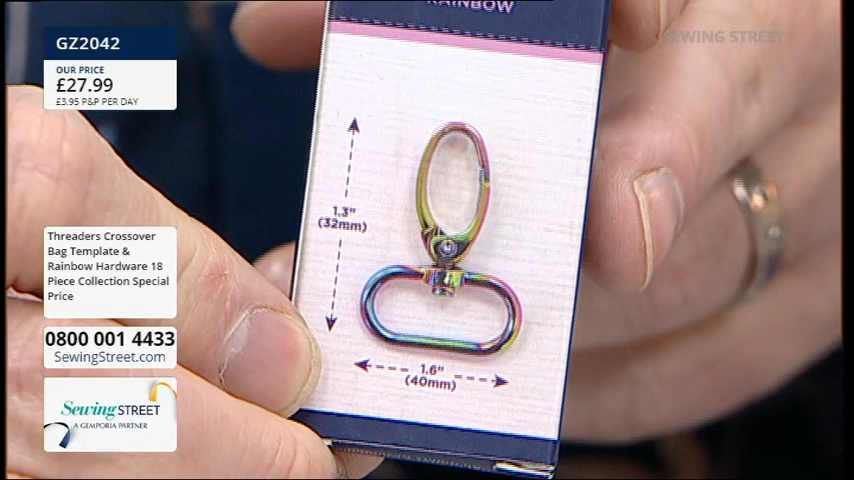 GZ2042
OUR PRICE
£27.99
£3.95 P&P PER DAY
Threaders Crossover
Bag Template &
Rainbow Hardware 18
Piece Collection Special
Price
0800 001 4433
SewingStreet.com
Sewing STREET
A GEMPORIA PARTNER
SEWING STREET
RAINBOW
1.3"
(32mm)
1.6"
(40mm)